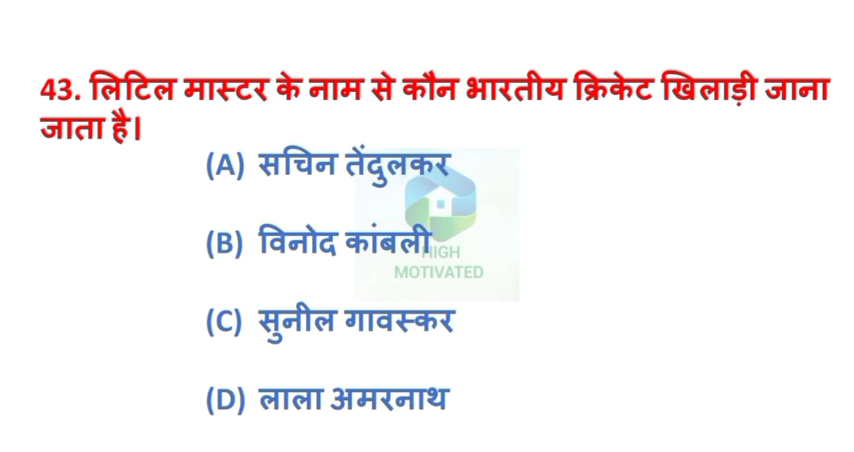 43. लिटिल मास्टर के नाम से कौन भारतीय क्रिकेट खिलाड़ी जाना
जाता है।
(A) सचिन तेंदुलकर
(B) विनोद कांबली
HIGH
MOTIVATED
(C) सुनील गावस्कर
(D) लाला अमरनाथ